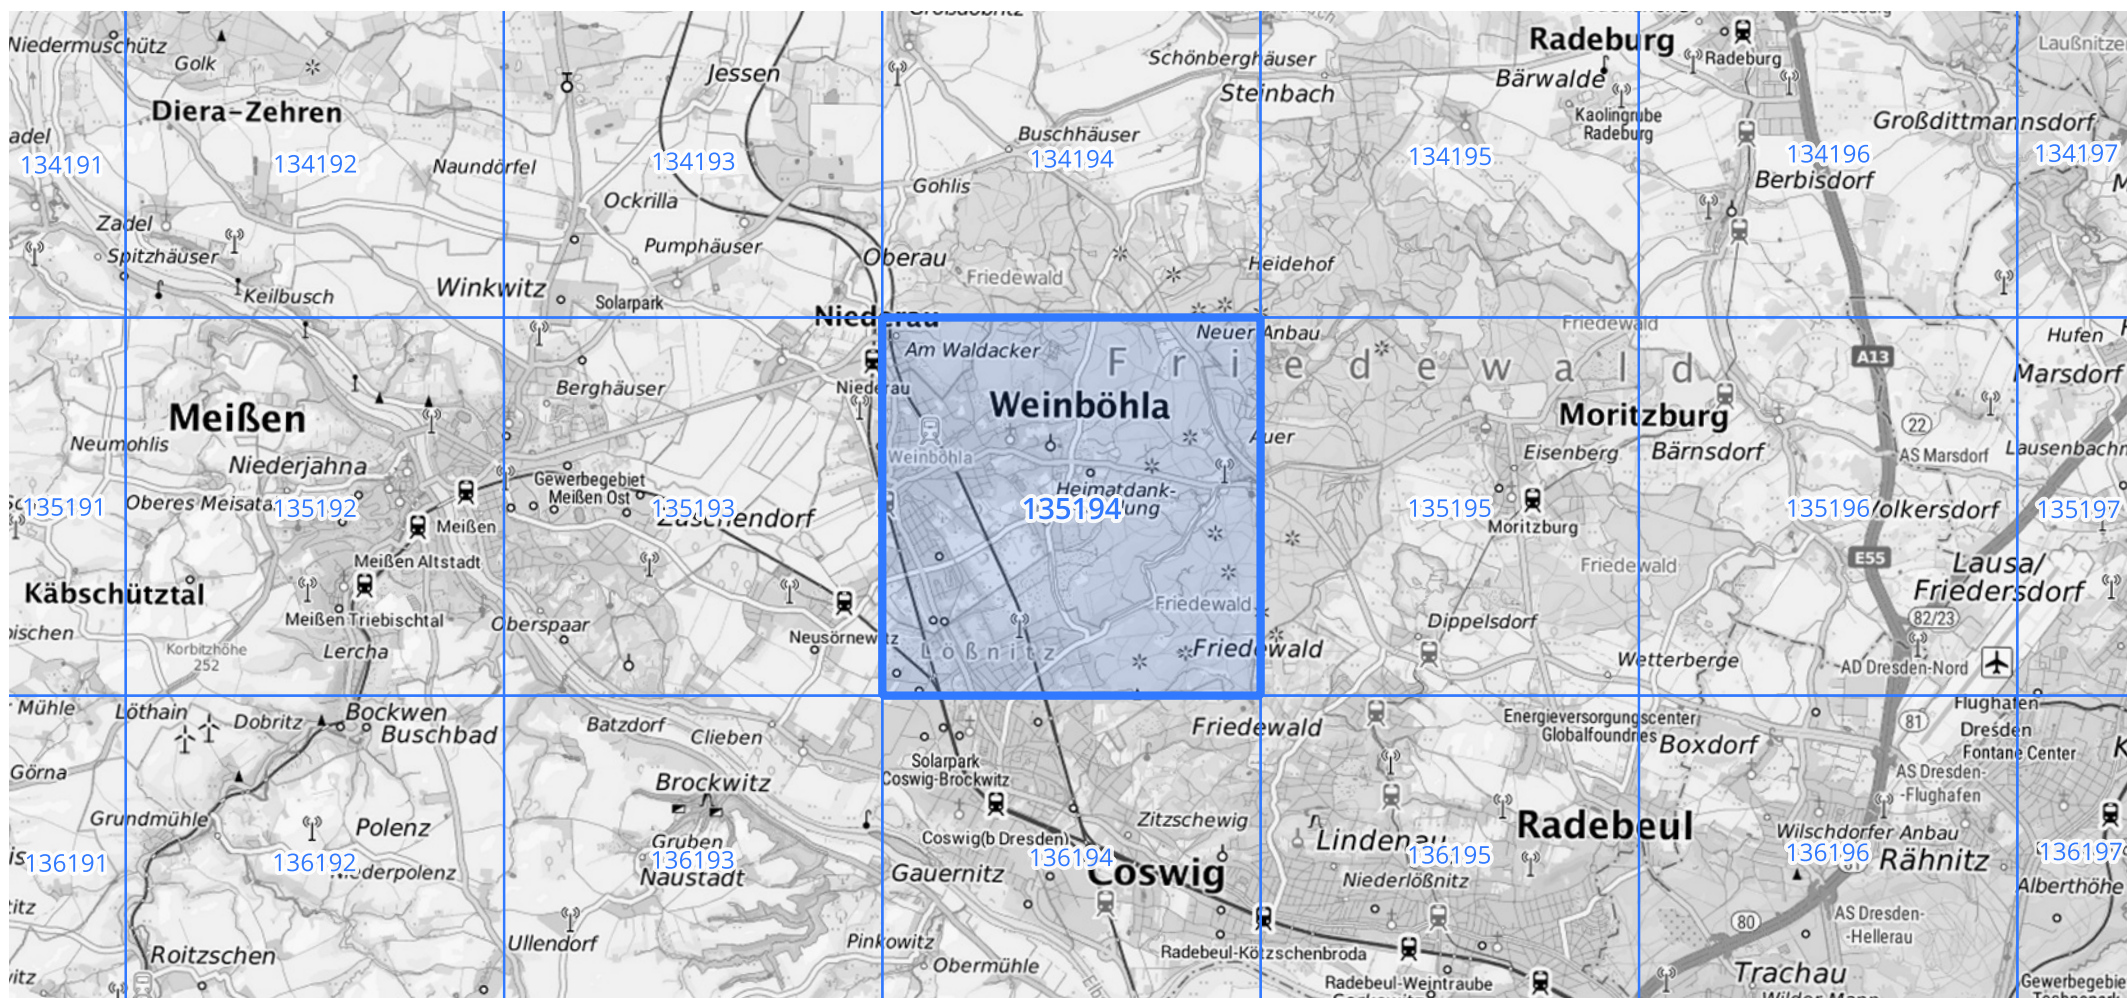 Großdobritz
Niedermuschütz
Golk
Jessen
Schönberghäuser
Radeburg
Radeburg
Bärwalde
Steinbach
Diera-Zehren
Kaolingrube
Radeburg
Großdittmannsdorf
Buschhäuser
134191
134192
Naundörfel
134193
134194
134195
134196
134197
Gohlis
Berbisdorf
Ockrilla
Zadel
Pumphäuser
Spitzhäuser
Oberau
Heidehof
Friedewald
Winkwitz
Keilbusch
Solarpark
Niederau
Neuer Anbau
Friedewald
Hufen
Am Waldacker
Friedewald
A13
Marsdorf
Berghäuser
Niederau
Weinböhla
Meißen
Moritzburg
22
Neumohlis
Auer
Eisenberg
Bärnsdorf
AS Marsdorf
Lausenbach
Weinböhla
Niederjahna
Gewerbegebiet
Meißen Ost
Heimatdank-
135191
Oberes Meisatal
135192
135193
135194
135195
135196
135197
Zaschendorf
Volkersdorf
Meißen
Moritzburg
Meißen Altstadt
E55
Friedewald
Lausa/
Friedersdorf
Käbschütztal
Friedewald
Meißen Triebischtal
Oberspaar
Dippelsdorf
82/23
Neusörnewitz
Korbitzhöhe
252
Lercha
Lößnitz
Friedewald
Wetterberge
AD Dresden-Nord
Löthain
Dobritz
Bockwen
Buschbad
Batzdorf
Clieben
Friedewald
Energieversorgungscenter
Globalfoundries
Boxdorf
81
Flughafen
Dresden
Fontane Center
Görna
Solarpark
Coswig-Brockwitz
AS Dresden-
-Flughafen
Brockwitz
Grundmühle
Polenz
Zitzschewig
Radebeul
Coswig(b Dresden)
Lindenau
Wilschdorfer Anbau
Gruben
136191
136192
136193
136194
136195
136196
136197
Niederpolenz
Naustadt
Gauernitz
Coswig
Niederlößnitz
Rähnitz
Alberthöhe
80
AS Dresden-
-Hellerau
Ullendorf
Pinkowitz
Roitzschen
Radebeul-Kötzschenbroda
Obermühle
Trachau
Radebeul-Weintraube